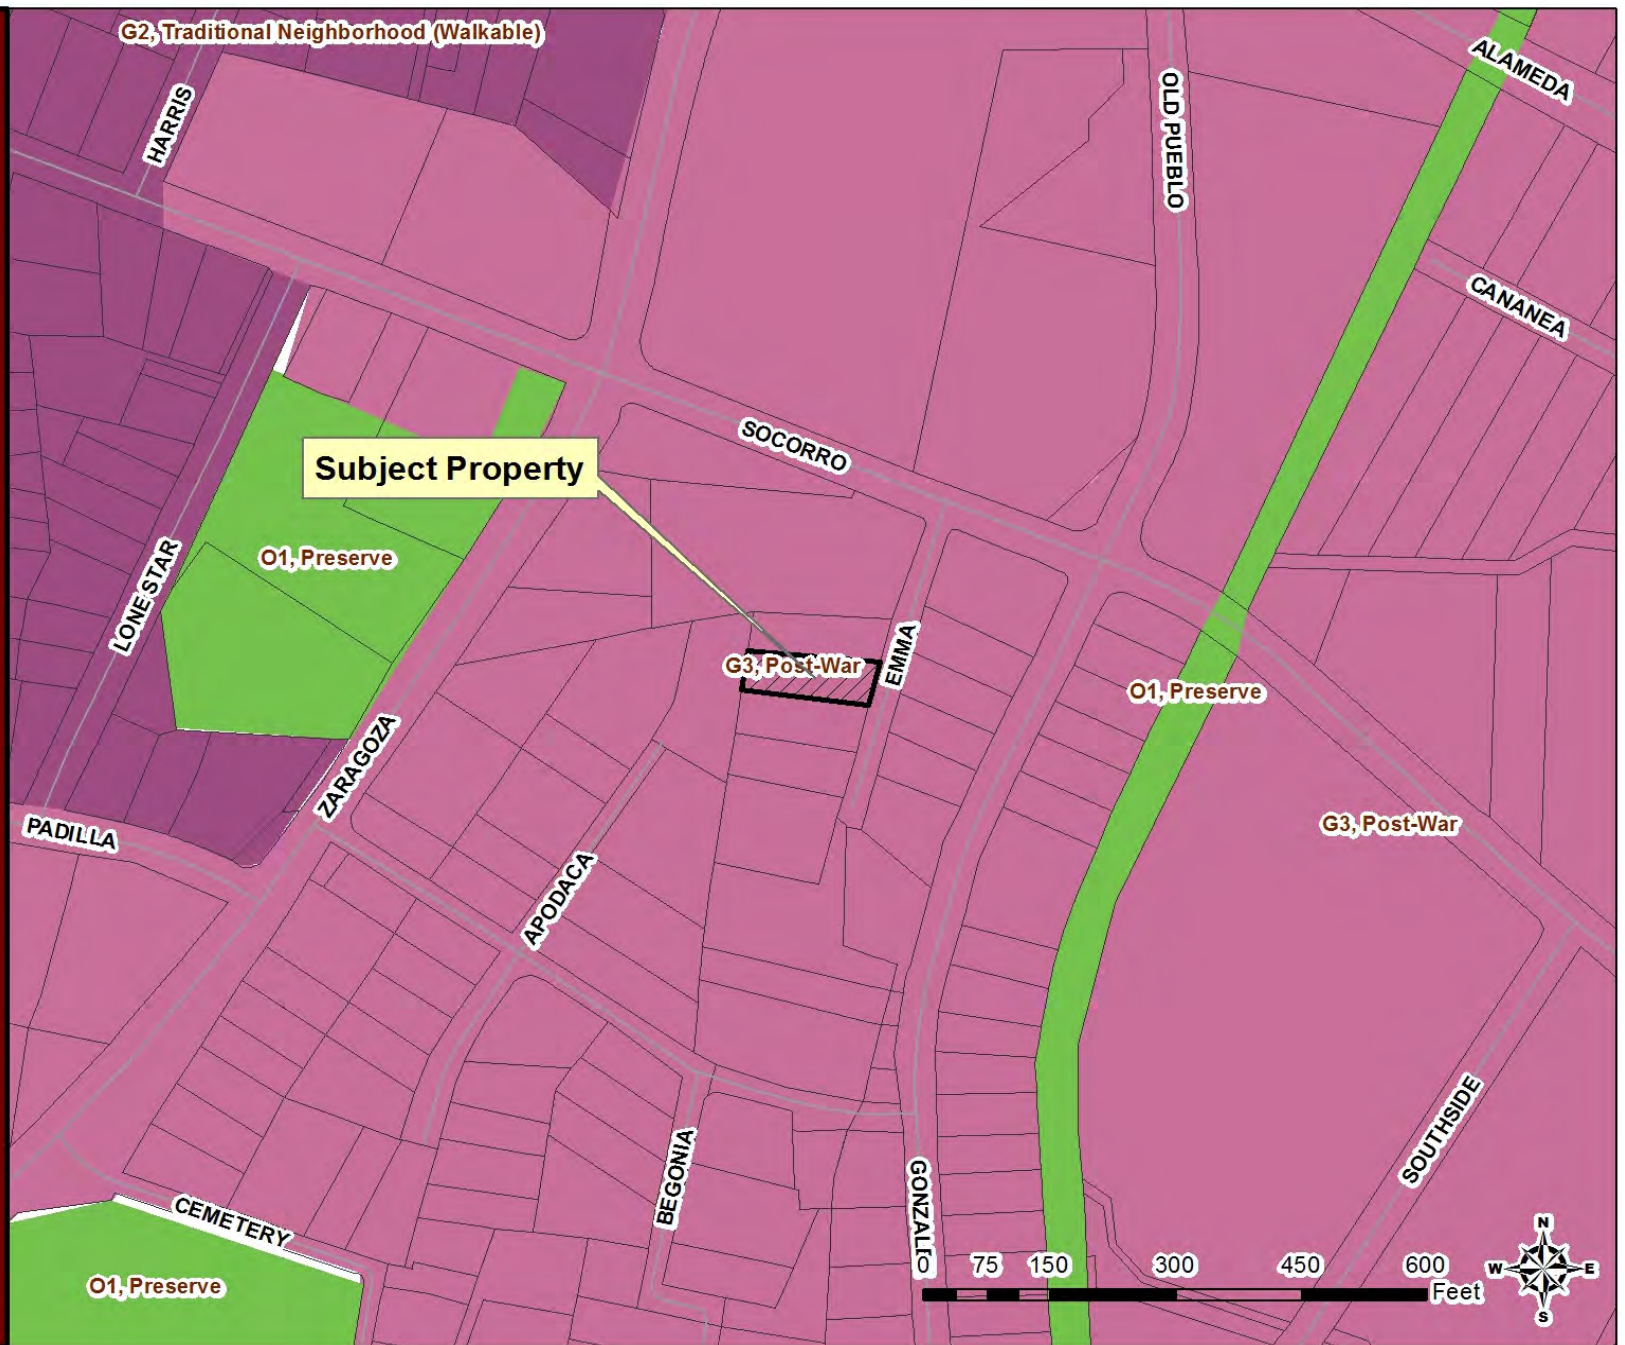 G2, Traditional Neighborhood (Walkable)
ALAMEDA
HARRIS
OLD PUEBLO
CANANEA
SOCORRO
Subject Property
O1, Preserve
LONE STAR
EMMA
G3, Post-War
O1, Preserve
ZARAGOZA
PADILLA
G3, Post-War
APODACA
SOUTHSIDE
BEGONIA
GONZALE
CEMETERY
O1, Preserve
0 75 150 300 450 600
Feet
N
W E
S